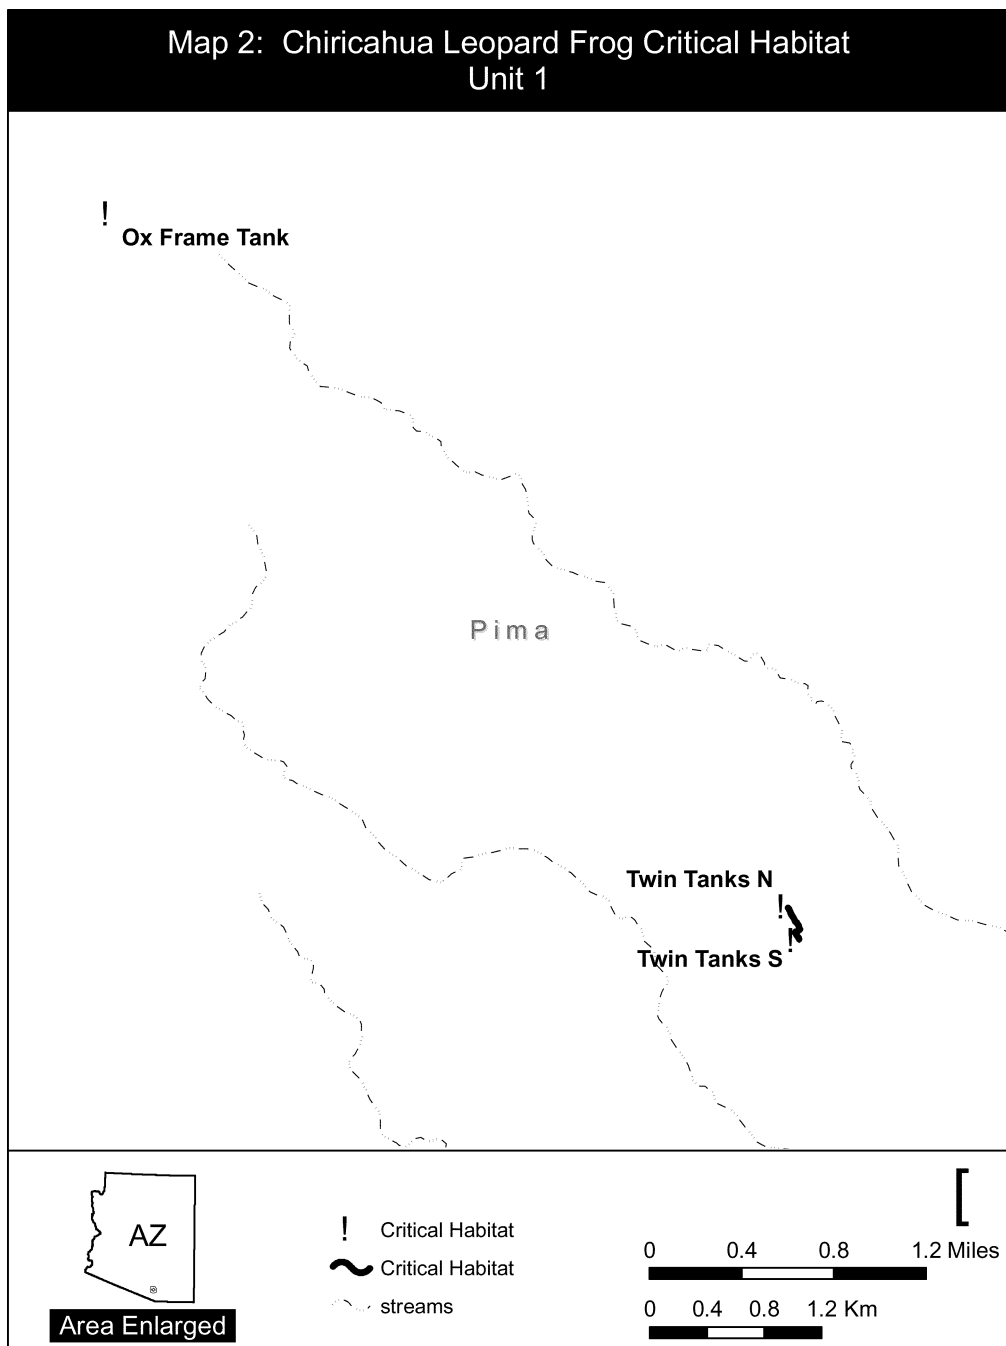 Map 2: Chiricahua Leopard Frog Critical Habitat
Unit 1
!
Ox Frame Tank
Pima
Twin Tanks N
!
!
Twin Tanks S
AZ
Area Enlarged
! Critical Habitat
Critical Habitat
streams
[
0 0.4 0.8 1.2 Miles
0 0.4 0.8 1.2 Km